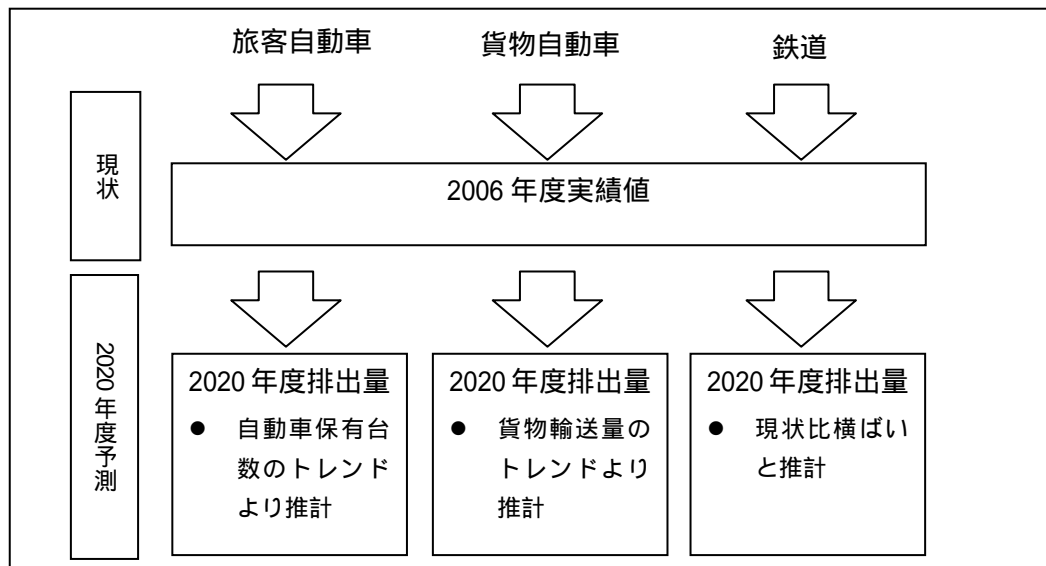 旅客自動車
貨物自動車
鉄道
現状
2006 年度実績値
2020年度予測
2020 年度排出量
● 自動車保有台
数のトレンド
より推計
2020 年度排出量
● 貨物輸送量の
トレンドより
推計
2020 年度排出量
● 現状比横ばい
と推計